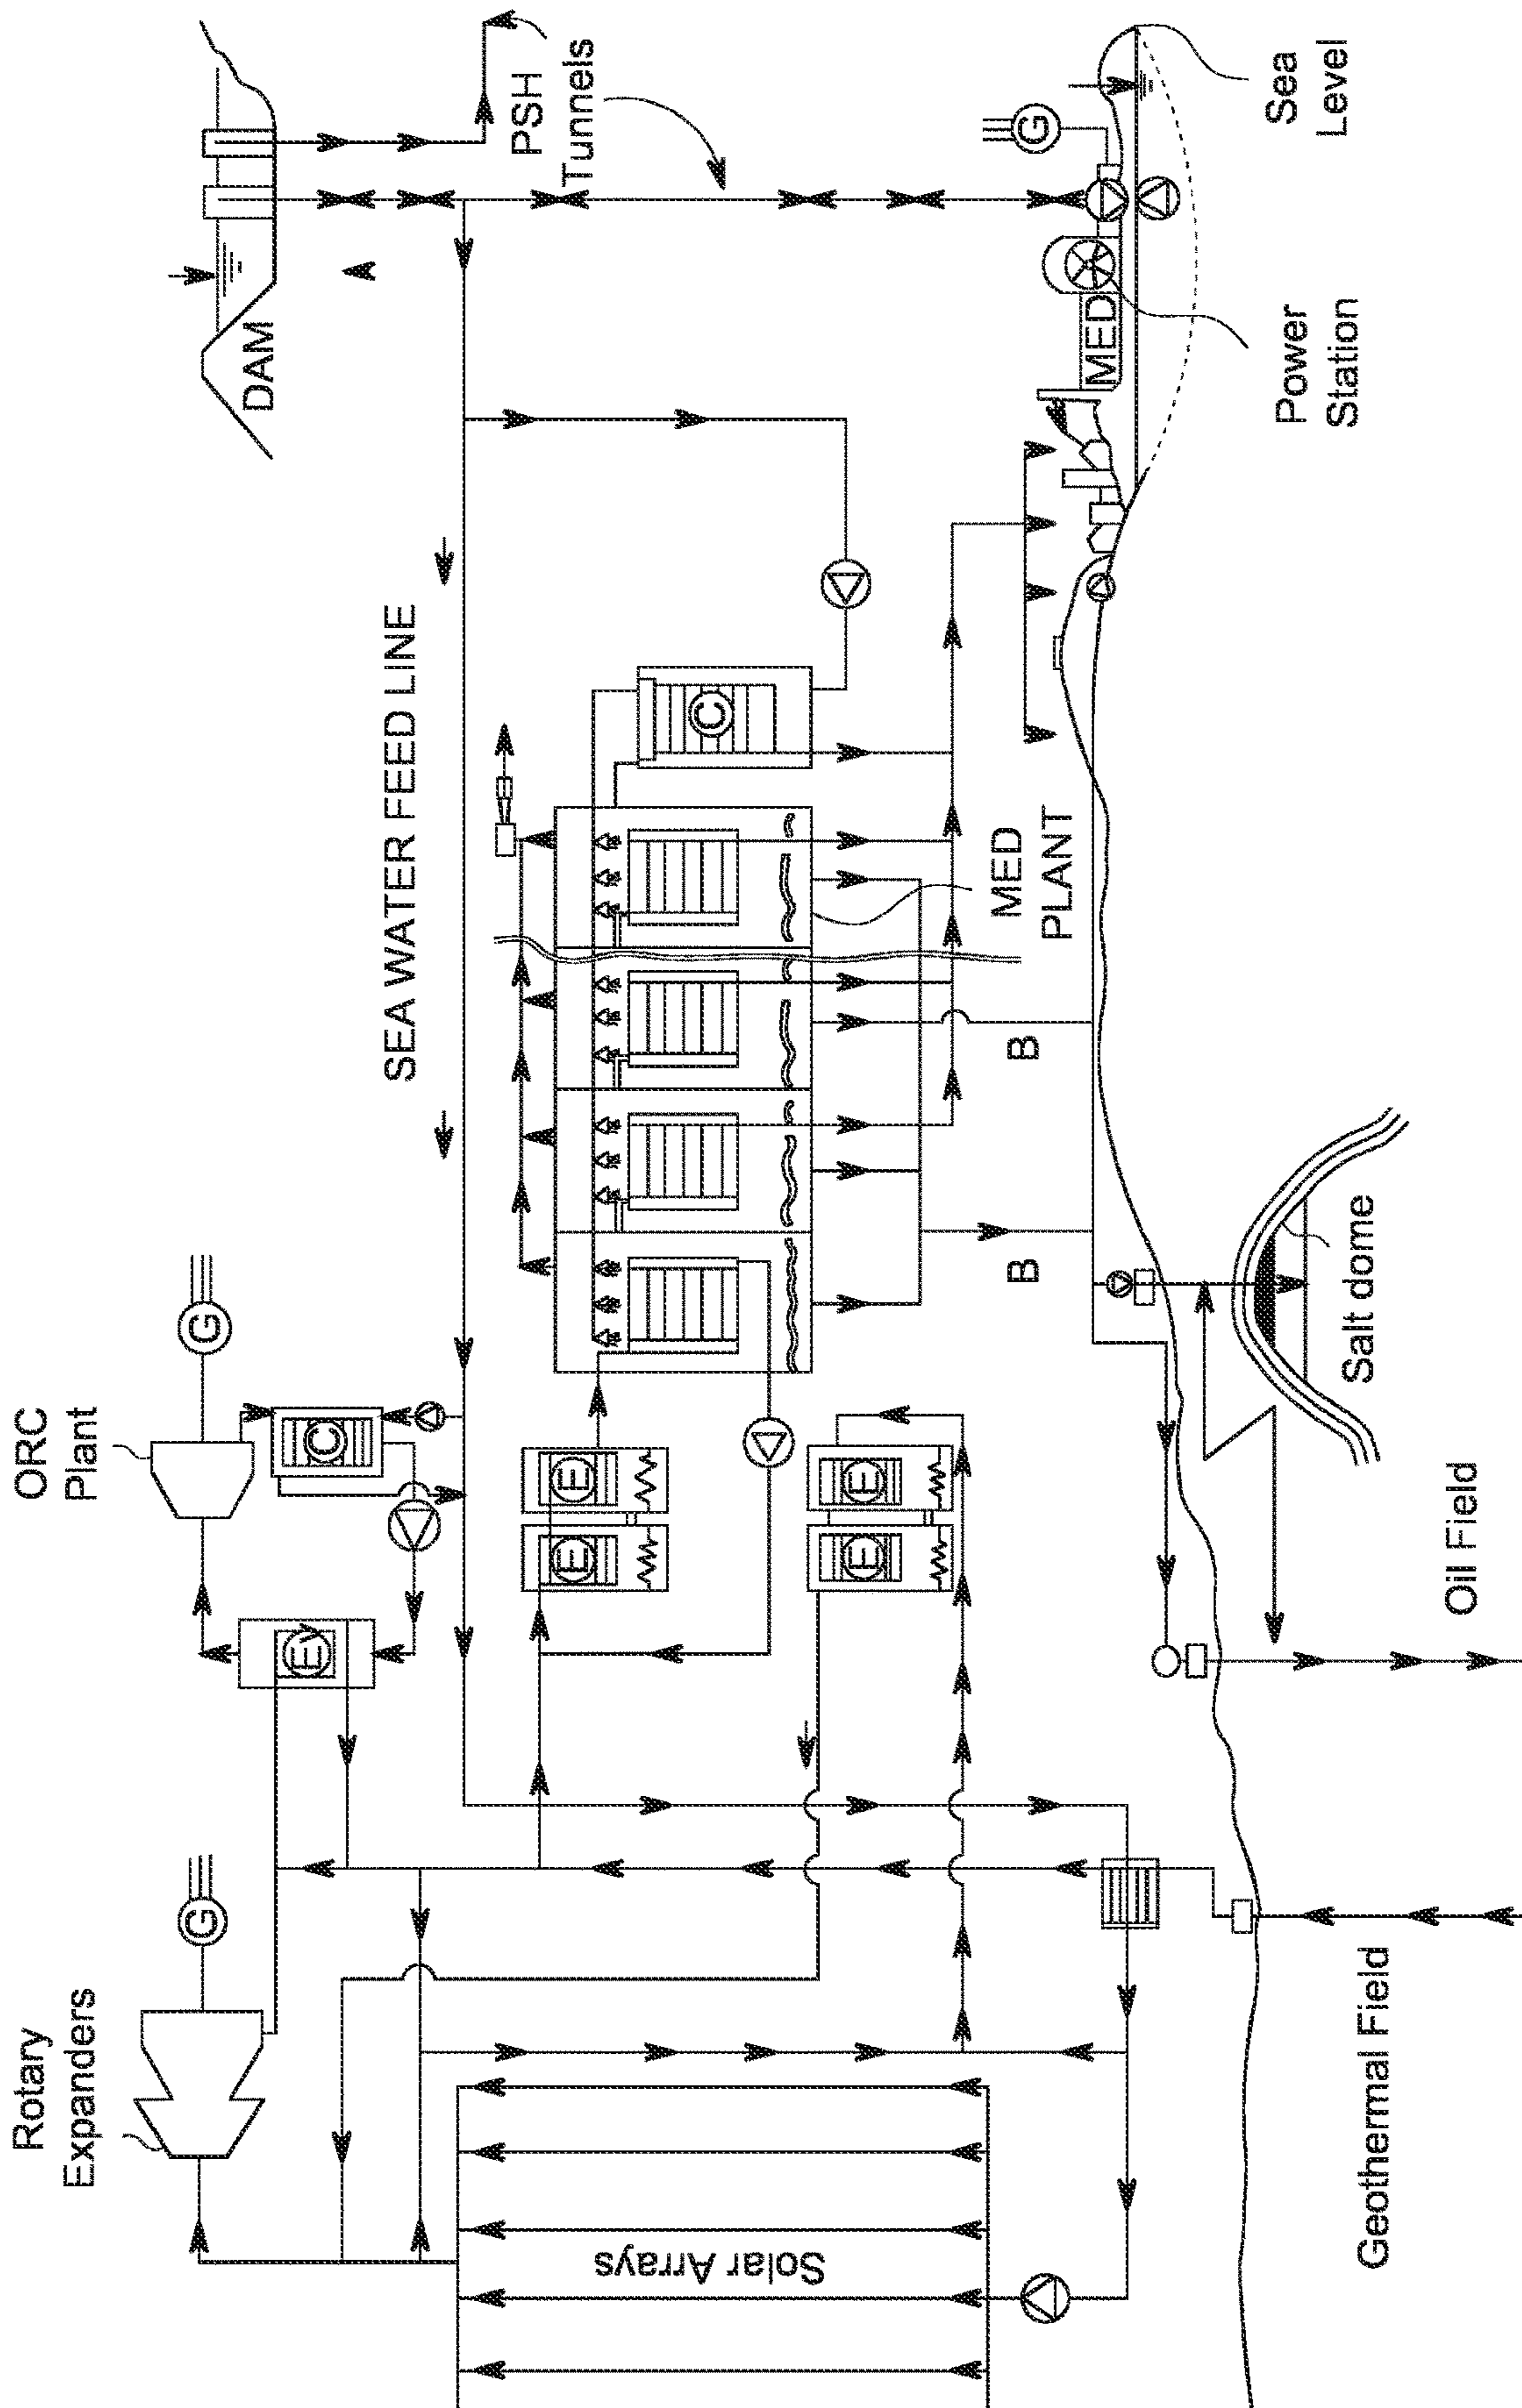 Rotary
Expanders
G
ORC
Plant
G
C
Ev
DAM
PSH
Tunnels
SEA WATER FEED LINE
Solar Arrays
E
E
E
E
C
MED
PLANT
B
B
MED
G
Sea
Level
Power
Station
Salt dome
Oil Field
Geothermal Field